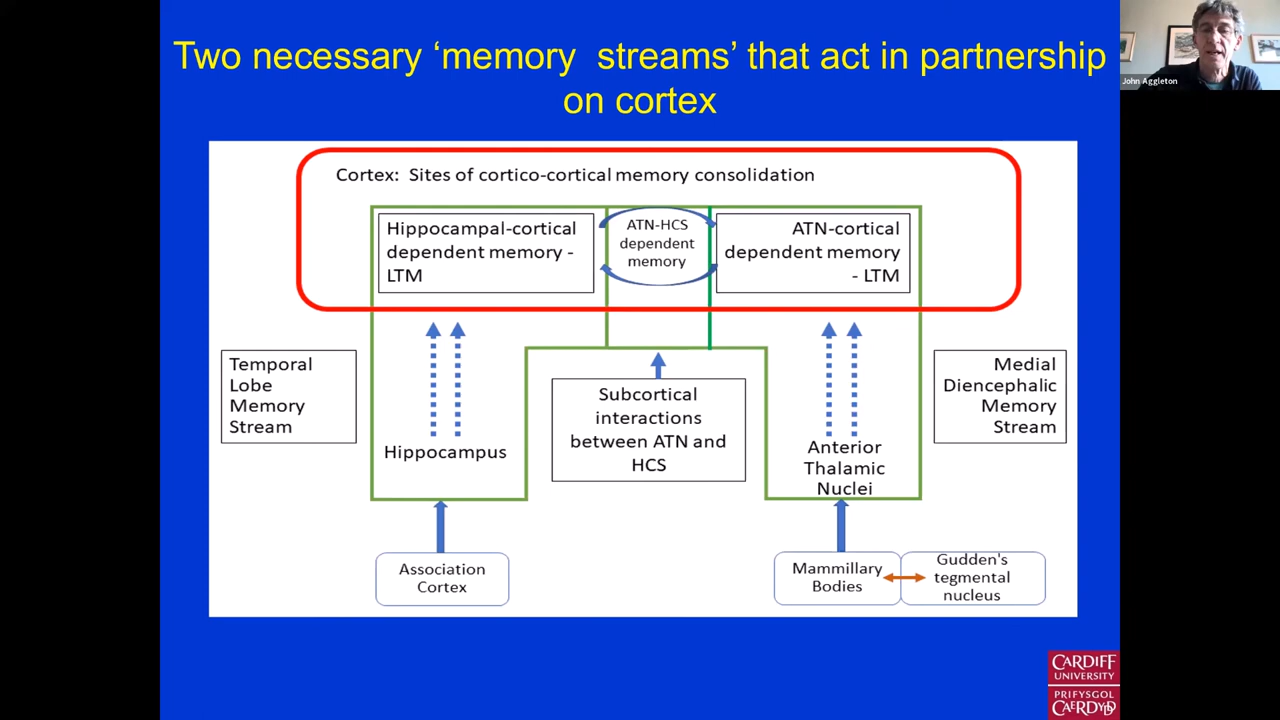 Two necessary ‘memory  streams’ that act in partnership
on cortex
John Aggleton
Cortex:  Sites of cortico-cortical memory consolidation
Hippocampal-cortical
dependent memory -
LTM
ATN-HCS
dependent
memory
ATN-cortical
dependent memory
- LTM
Temporal
Lobe
Memory
Stream
Hippocampus
Subcortical
interactions
between ATN and
HCS
Anterior
Thalamic
Nuclei
Medial
Diencephalic
Memory
Stream
Association
Cortex
Mammillary
Bodies
Gudden's
tegmental
nucleus
CARDIFF
UNIVERSITY
PRIFYSGOL
CAERDYDD